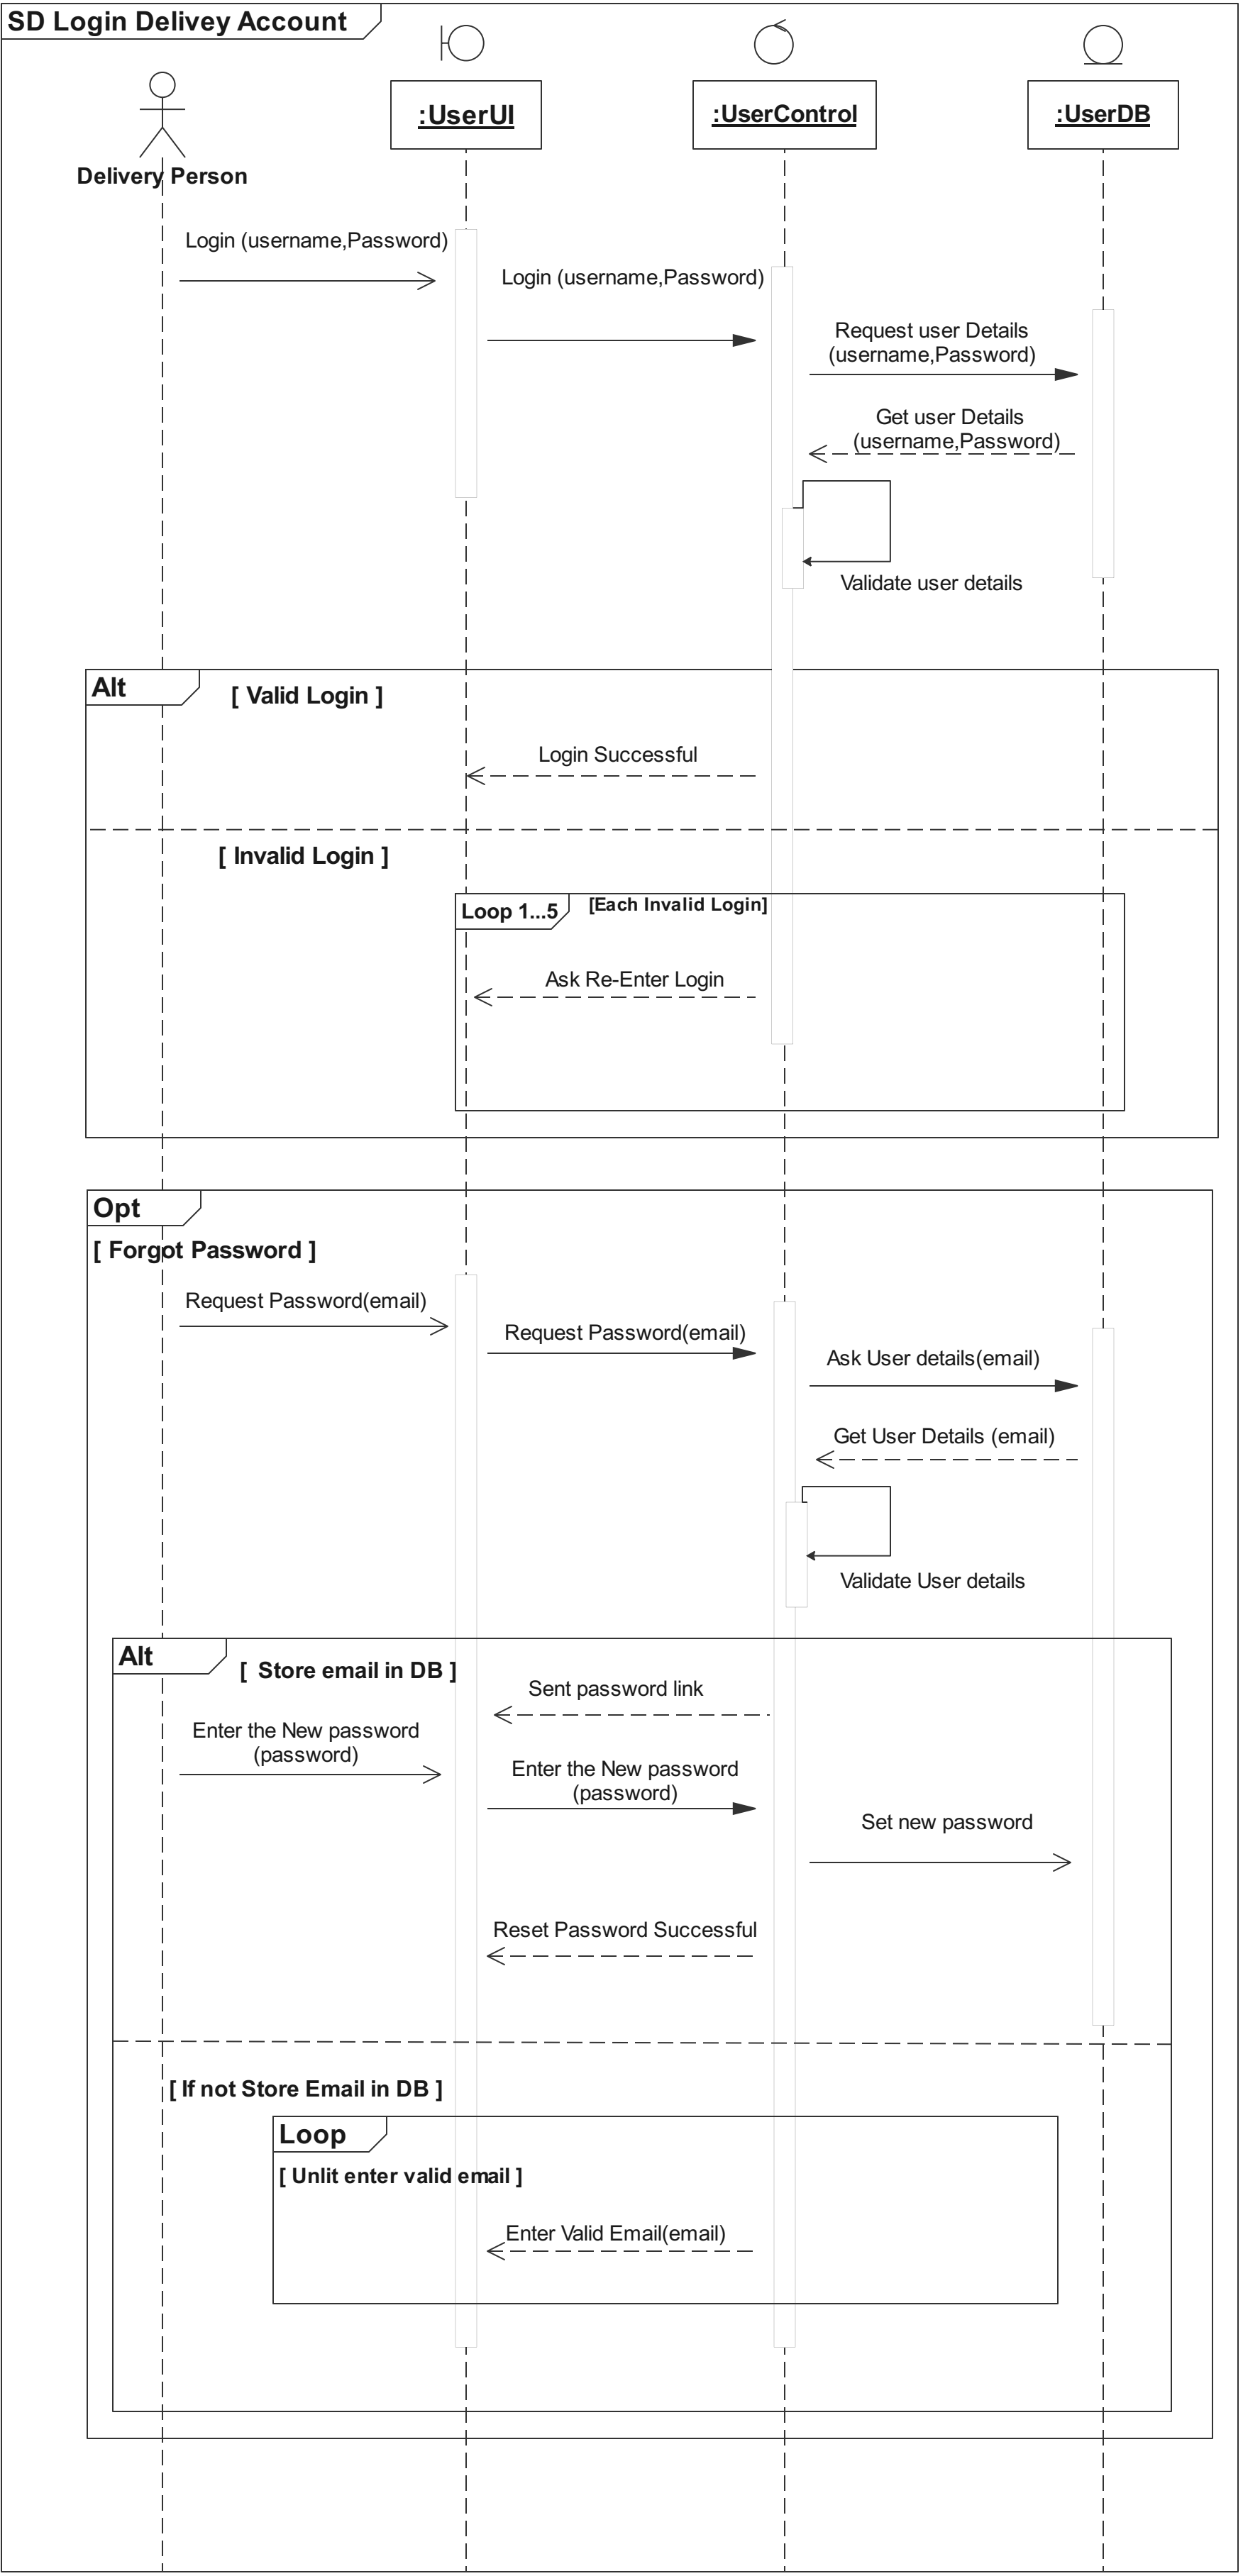 SD Login Delivey Account
:UserUI
:UserControl
:UserDB
Delivery Person
Login (username,Password)
Login (username,Password)
Request user Details
(username,Password)
Get user Details
(username,Password)
Validate user details
Alt
[ Valid Login ]
Login Successful
[ Invalid Login ]
Loop 1...5
[Each Invalid Login]
Ask Re-Enter Login
Opt
[ Forgot Password ]
Request Password(email)
Request Password(email)
Ask User details(email)
Get User Details (email)
Validate User details
Alt
[ Store email in DB ]
Sent password link
Enter the New password
(password)
Enter the New password
(password)
Set new password
Reset Password Successful
[ If not Store Email in DB ]
Loop
[ Unlit enter valid email ]
Enter Valid Email(email)